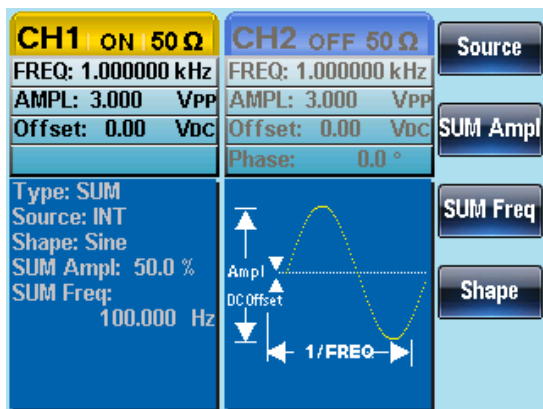 CH1 ON 50 Ω
FREQ: 1.000000 kHz
AMPL: 3.000 VPP
Offset: 0.00 VDC
CH2 OFF 50 Ω
FREQ: 1.000000 kHz
AMPL: 3.000 VPP
Offset: 0.00 VDC
Phase: 0.0 °
Type: SUM
Source: INT
Shape: Sine
SUM Ampl: 50.0 %
SUM Freq:
100.000 Hz
Ampl
DC Offset
1/FREQ
Source
SUM Ampl
SUM Freq
Shape